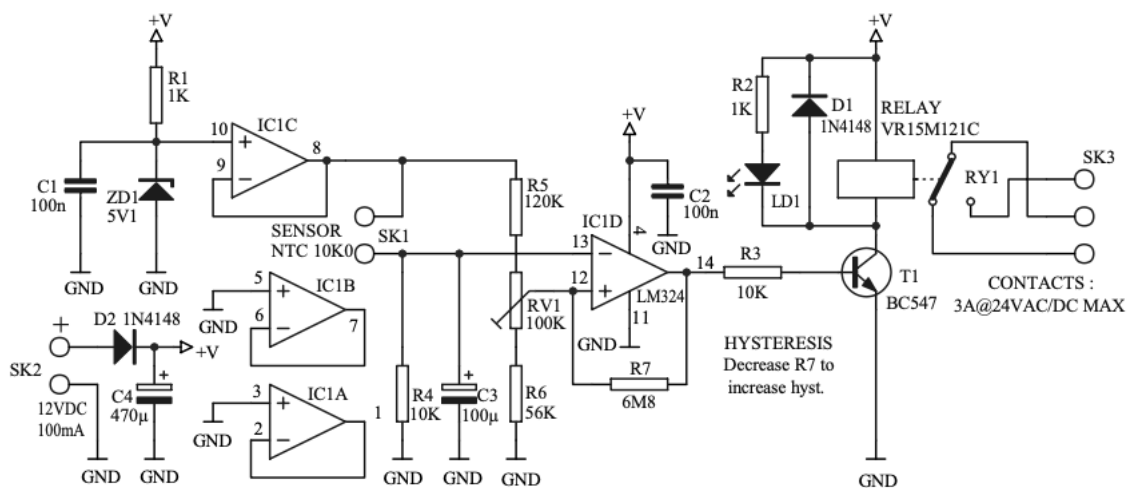 +V
R1
1K
C1
100n
ZD1
5V1
GND
GND
10
9
8
+
−
IC1C
SENSOR
NTC 10K0
SK1
R5
120K
RV1
100K
R6
56K
GND
R4
10K
GND
+
C3
100µ
GND
5
6
7
+
−
IC1B
GND
3
2
1
+
−
IC1A
GND
+
D2 1N4148
+V
SK2
12VDC
100mA
GND
+
C4
470µ
GND
+V
C2
100n
GND
IC1D
13
12
4
11
14
−
+
LM324
GND
R7
6M8
R3
10K
HYSTERESIS
Decrease R7 to
increase hyst.
+V
R2
1K
D1
1N4148
LD1
RELAY
VR15M121C
RY1
SK3
T1
BC547
CONTACTS :
3A@24VAC/DC MAX
GND